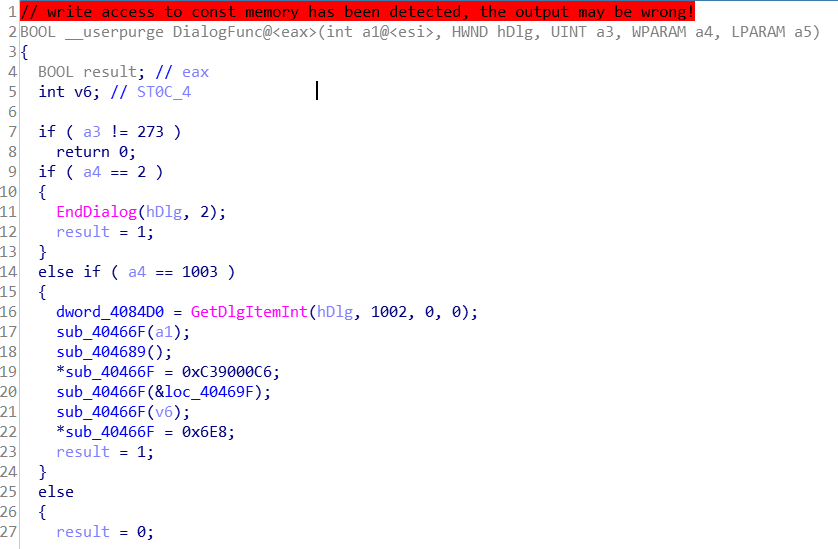 1 // write access to const memory has been detected, the output may be wrong!
2 BOOL __userpurge DialogFunc@<eax>(int a1@<esi>, HWND hDlg, UINT a3, WPARAM a4, LPARAM a5)
3 {
4 BOOL result; // eax
5 int v6; // ST0C_4
6
7 if ( a3 != 273 )
8 return 0;
9 if ( a4 == 2 )
10 {
11 EndDialog(hDlg, 2);
12 result = 1;
13 }
14 else if ( a4 == 1003 )
15 {
16 dword_4084D0 = GetDlgItemInt(hDlg, 1002, 0, 0);
17 sub_40466F(a1);
18 sub_404689();
19 *sub_40466F = 0xC39000C6;
20 sub_40466F(&loc_40469F);
21 sub_40466F(v6);
22 *sub_40466F = 0x6E8;
23 result = 1;
24 }
25 else
26 {
27 result = 0;